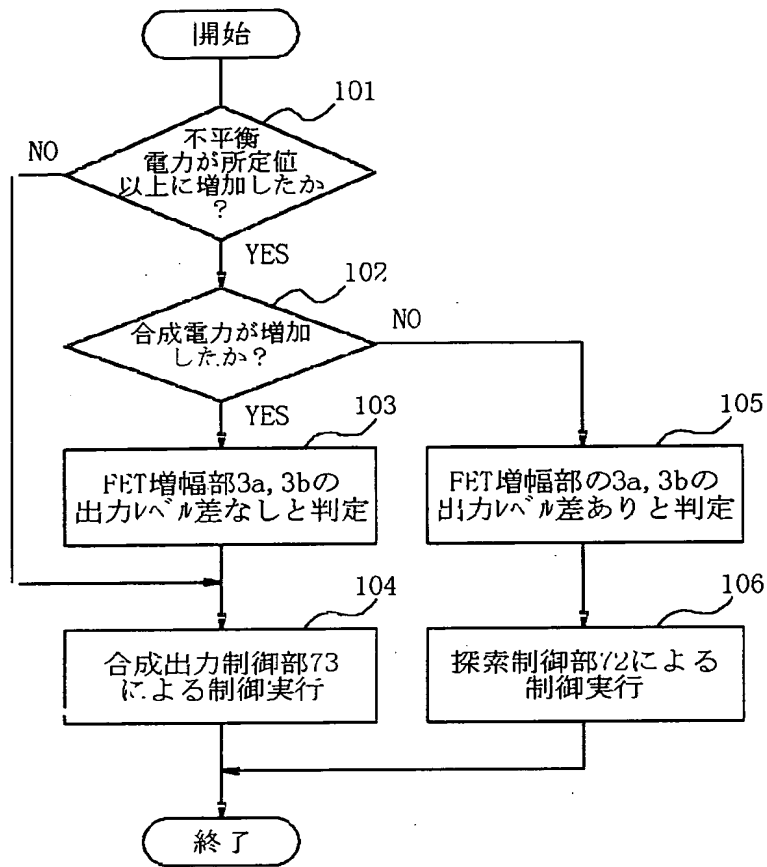 開始
101
不平衡
電力が所定値
以上に増加したか
?
NO
YES
102
合成電力が増加
したか?
NO
YES
103
FET増幅部3a,3bの
出力レベル差なしと判定
105
FET増幅部の3a,3bの
出力レベル差ありと判定
104
合成出力制御部73
による制御実行
106
探索制御部72による
制御実行
終了